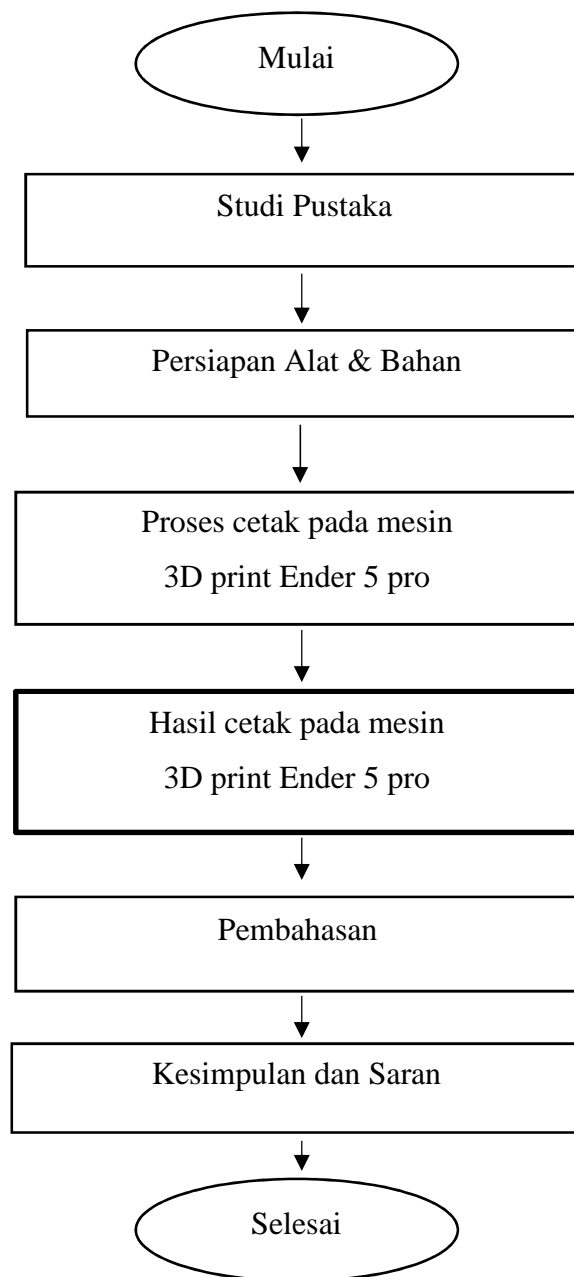 Mulai
Studi Pustaka
Persiapan Alat & Bahan
Proses cetak pada mesin
3D print Ender 5 pro
Hasil cetak pada mesin
3D print Ender 5 pro
Pembahasan
Kesimpulan dan Saran
Selesai